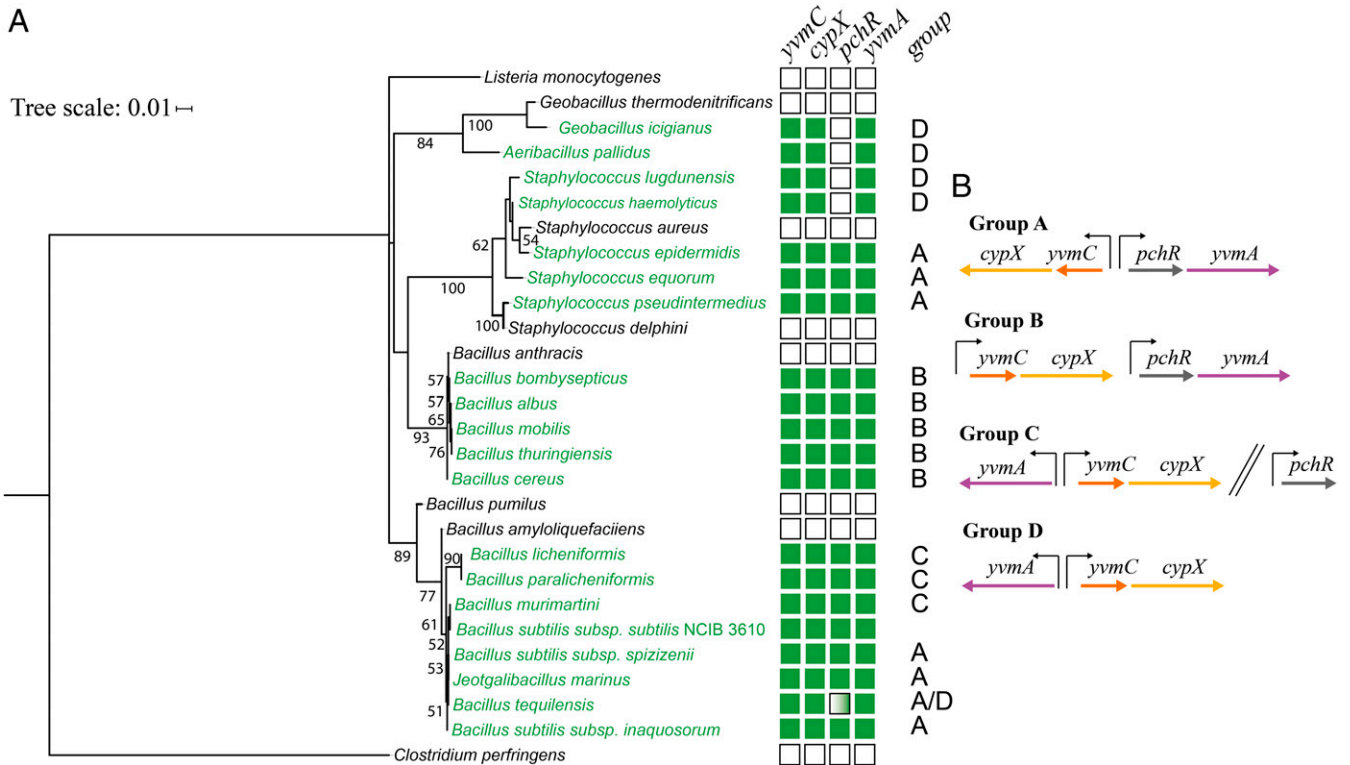 A
yvmC cypX pchR yvmA group
Tree scale: 0.01
Listeria monocytogenes
Geobacillus thermodenitrificans
100
Geobacillus icigianus D
84
Aeribacillus pallidus D
Staphylococcus lugdunensis D
Staphylococcus haemolyticus D
Staphylococcus aureus
62 54
Staphylococcus epidermidis A
Staphylococcus equorum A
100
Staphylococcus pseudintermedius A
100 Staphylococcus delphini
Bacillus anthracis
57 Bacillus bombysepticus B
57 Bacillus albus B
65
Bacillus mobilis B
93
76 Bacillus thuringiensis B
Bacillus cereus B
Bacillus pumilus
Bacillus amyloliquefaciiens
89 90 Bacillus licheniformis C
Bacillus paralicheniformis C
77
Bacillus murimartini C
61
Bacillus subtilis subsp. subtilis NCIB 3610
52
Bacillus subtilis subsp. spizizenii A
53
Jeotgalibacillus marinus A
Bacillus tequilensis A/D
51
Bacillus subtilis subsp. inaquosorum A
Clostridium perfringens
B
Group A
cypX yvmC pchR yvmA
Group B
yvmC cypX pchR yvmA
Group C
yvmA yvmC cypX pchR
Group D
yvmA yvmC cypX